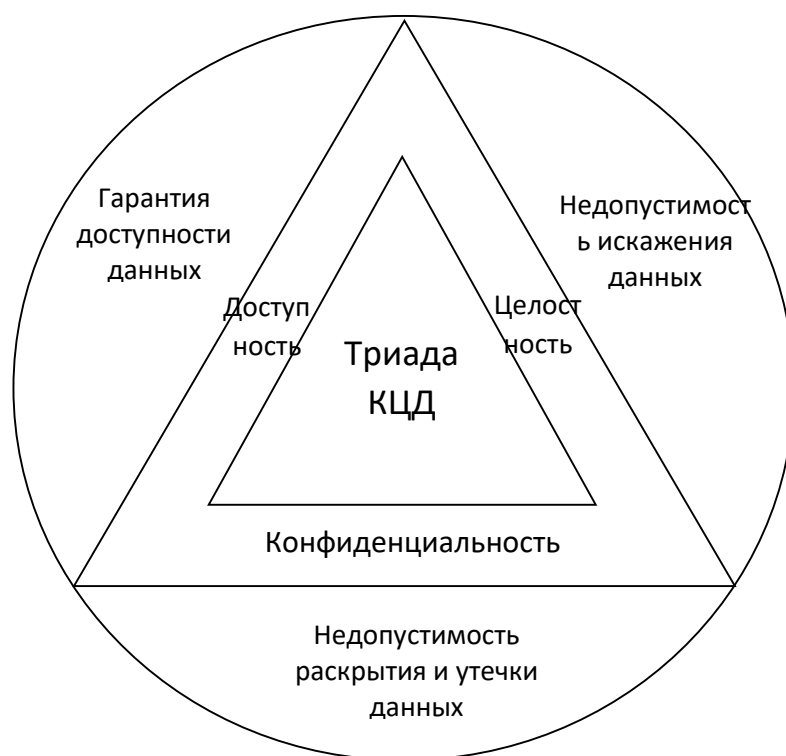 Гарантия
доступности
данных
Недопустимост
ь искажения
данных
Доступ
ность
Целост
ность
Триада
КЦД
Конфиденциальность
Недопустимость
раскрытия и утечки
данных